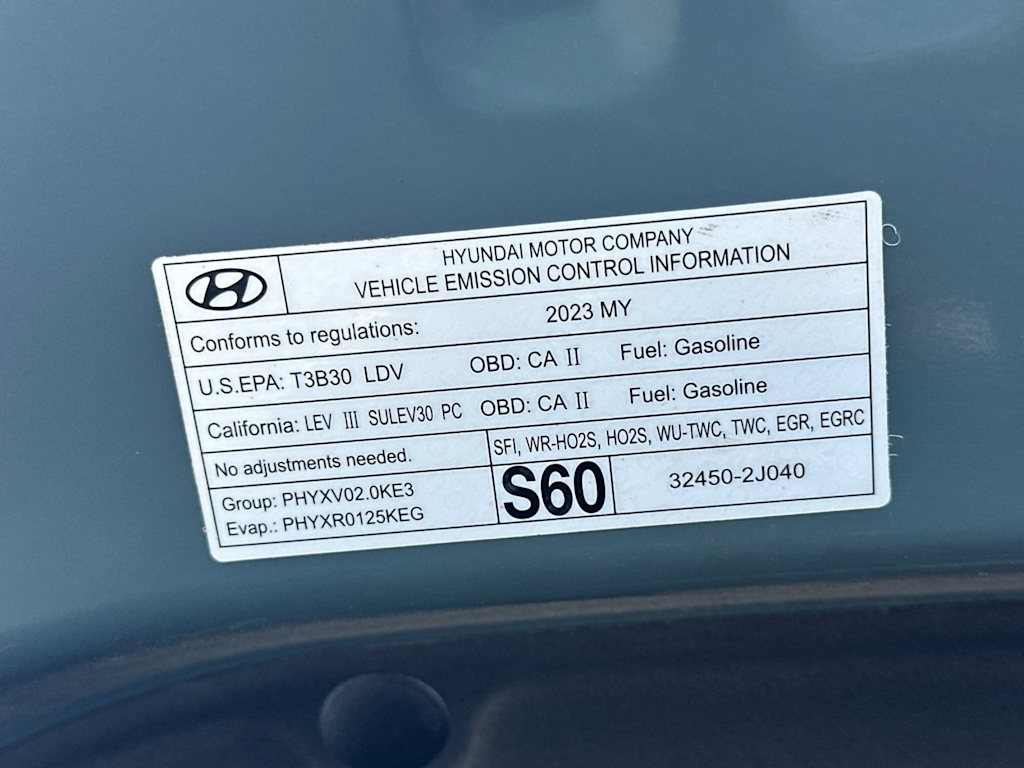 HYUNDAI MOTOR COMPANY
VEHICLE EMISSION CONTROL INFORMATION
Conforms to regulations: 2023 MY
U.S.EPA: T3B30 LDV OBD: CA II Fuel: Gasoline
California: LEV III SULEV30 PC OBD: CA II Fuel: Gasoline
No adjustments needed. SFI, WR-HO2S, HO2S, WU-TWC, TWC, EGR, EGRC
Group: PHYXV02.0KE3
Evap.: PHYXR0125KEG
S60
32450-2J040